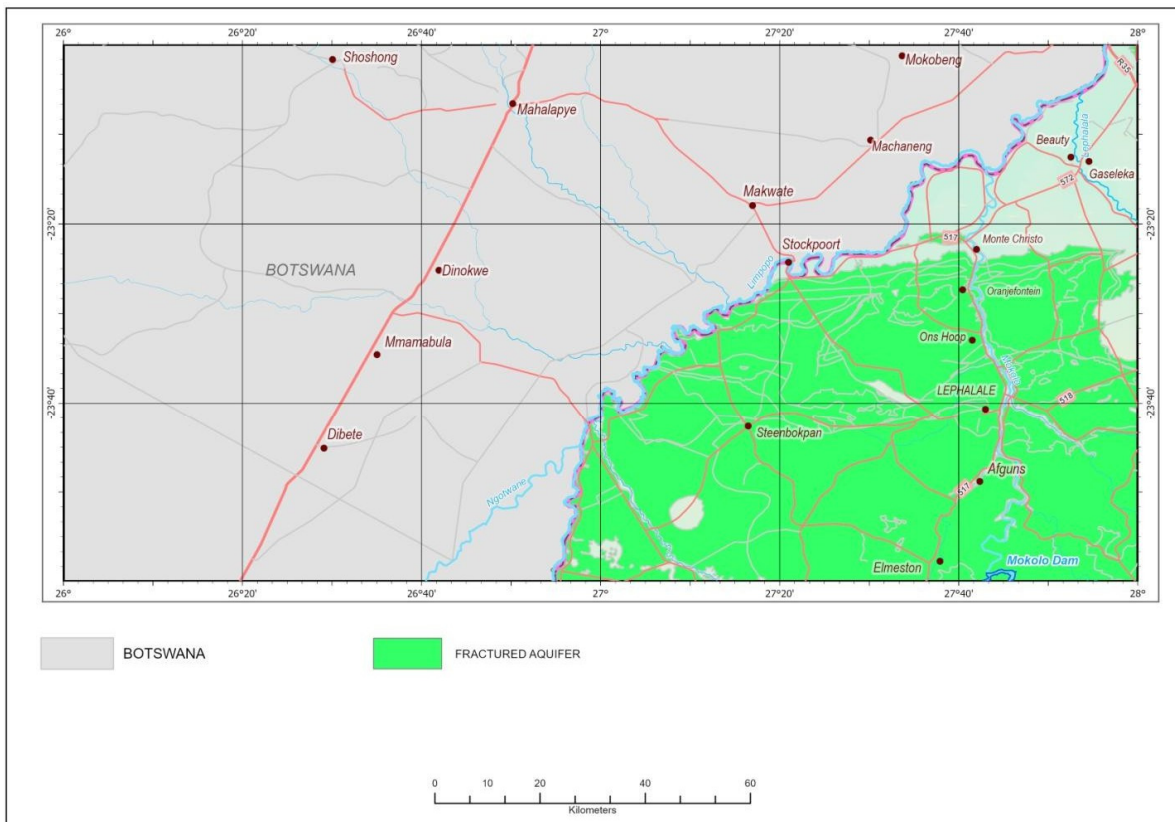 26° 26°20' 26°40' 27° 27°20' 27°40' 28°
Shoshong
Mokobeng
R35
Mahalapye
Lephalala
Machaneng
Beauty
Gaseleka
572
Makwate
-23°20' -23°20'
517
Monte Christo
Stockpoort
BOTSWANA
Dinokwe
Limpopo
Oranjefontein
Ons Hoop
Mmamabula
Mokolo
LEPHALALE
518
-23°40' -23°40'
Steenbokpan
Dibete
Afguns
517
Ngotwane
Elmeston
Mokolo Dam
26° 26°20' 26°40' 27° 27°20' 27°40' 28°
BOTSWANA
FRACTURED AQUIFER
0 10 20 40 60
Kilometers